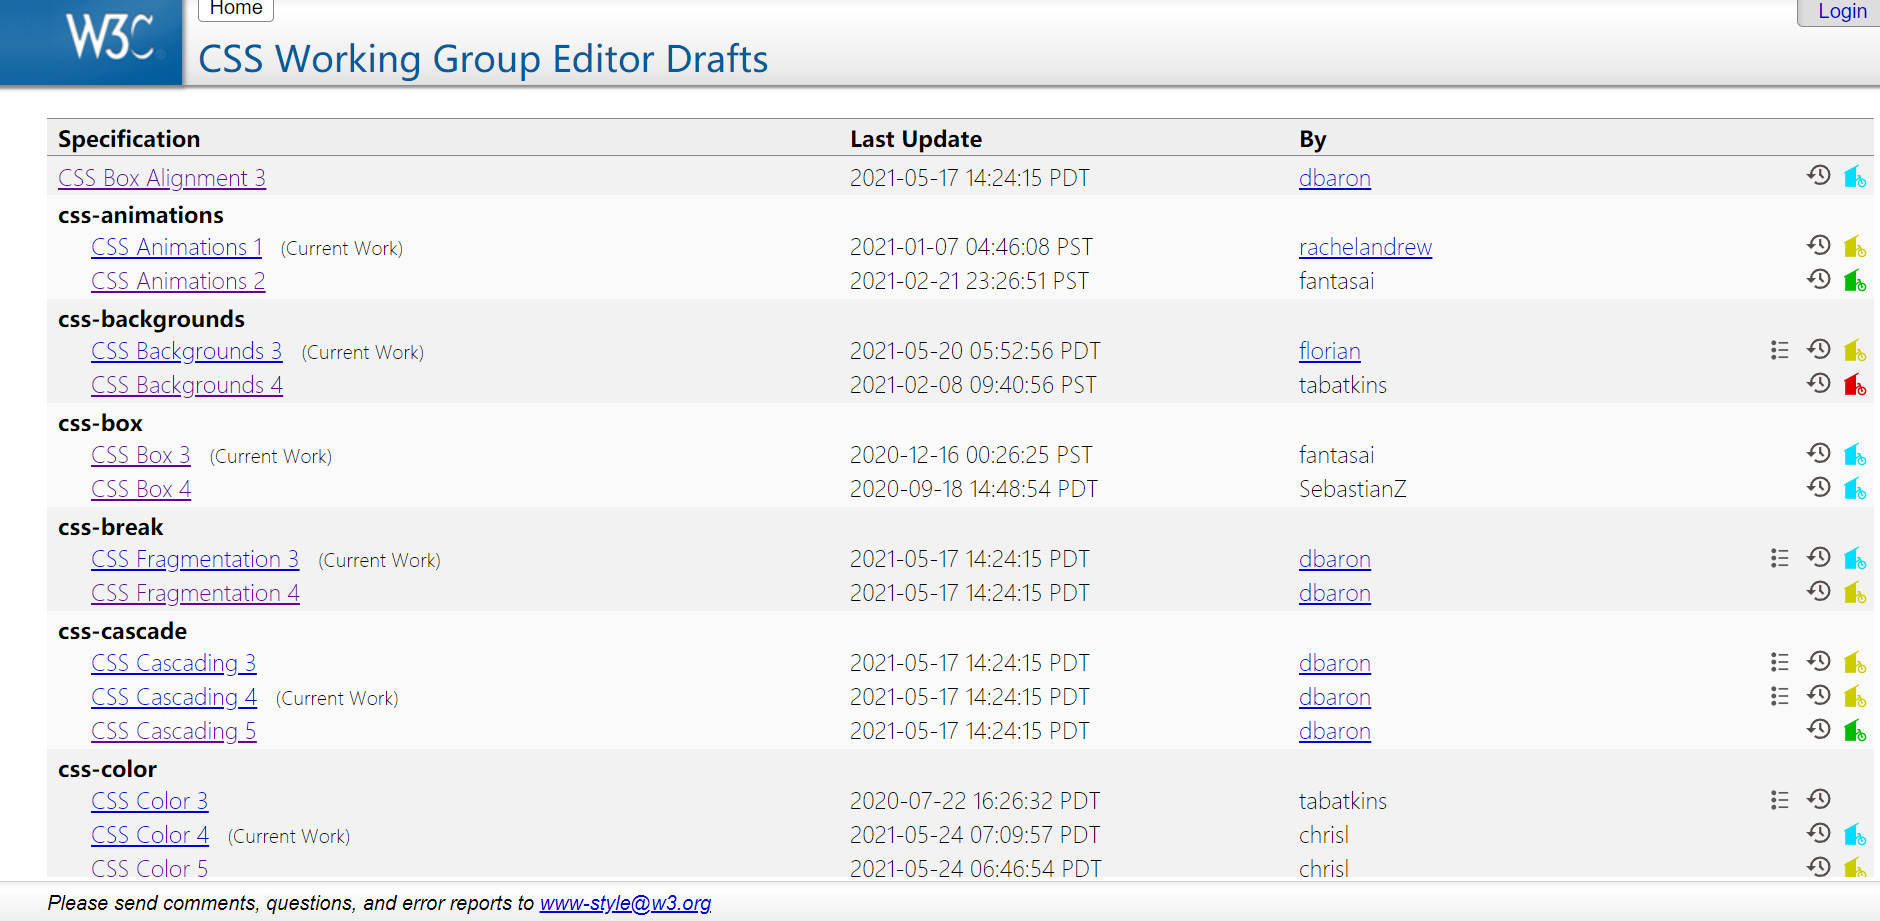 W3C
Home
Login
CSS Working Group Editor Drafts
Specification Last Update By
CSS Box Alignment 3 2021-05-17 14:24:15 PDT dbaron
css-animations
CSS Animations 1 (Current Work) 2021-01-07 04:46:08 PST rachelandrew
CSS Animations 2 2021-02-21 23:26:51 PST fantasai
css-backgrounds
CSS Backgrounds 3 (Current Work) 2021-05-20 05:52:56 PDT florian
CSS Backgrounds 4 2021-02-08 09:40:56 PST tabatkins
css-box
CSS Box 3 (Current Work) 2020-12-16 00:26:25 PST fantasai
CSS Box 4 2020-09-18 14:48:54 PDT SebastianZ
css-break
CSS Fragmentation 3 (Current Work) 2021-05-17 14:24:15 PDT dbaron
CSS Fragmentation 4 2021-05-17 14:24:15 PDT dbaron
css-cascade
CSS Cascading 3 2021-05-17 14:24:15 PDT dbaron
CSS Cascading 4 (Current Work) 2021-05-17 14:24:15 PDT dbaron
CSS Cascading 5 2021-05-17 14:24:15 PDT dbaron
css-color
CSS Color 3 2020-07-22 16:26:32 PDT tabatkins
CSS Color 4 (Current Work) 2021-05-24 07:09:57 PDT chrisl
CSS Color 5 2021-05-24 06:46:54 PDT chrisl
Please send comments, questions, and error reports to www-style@w3.org